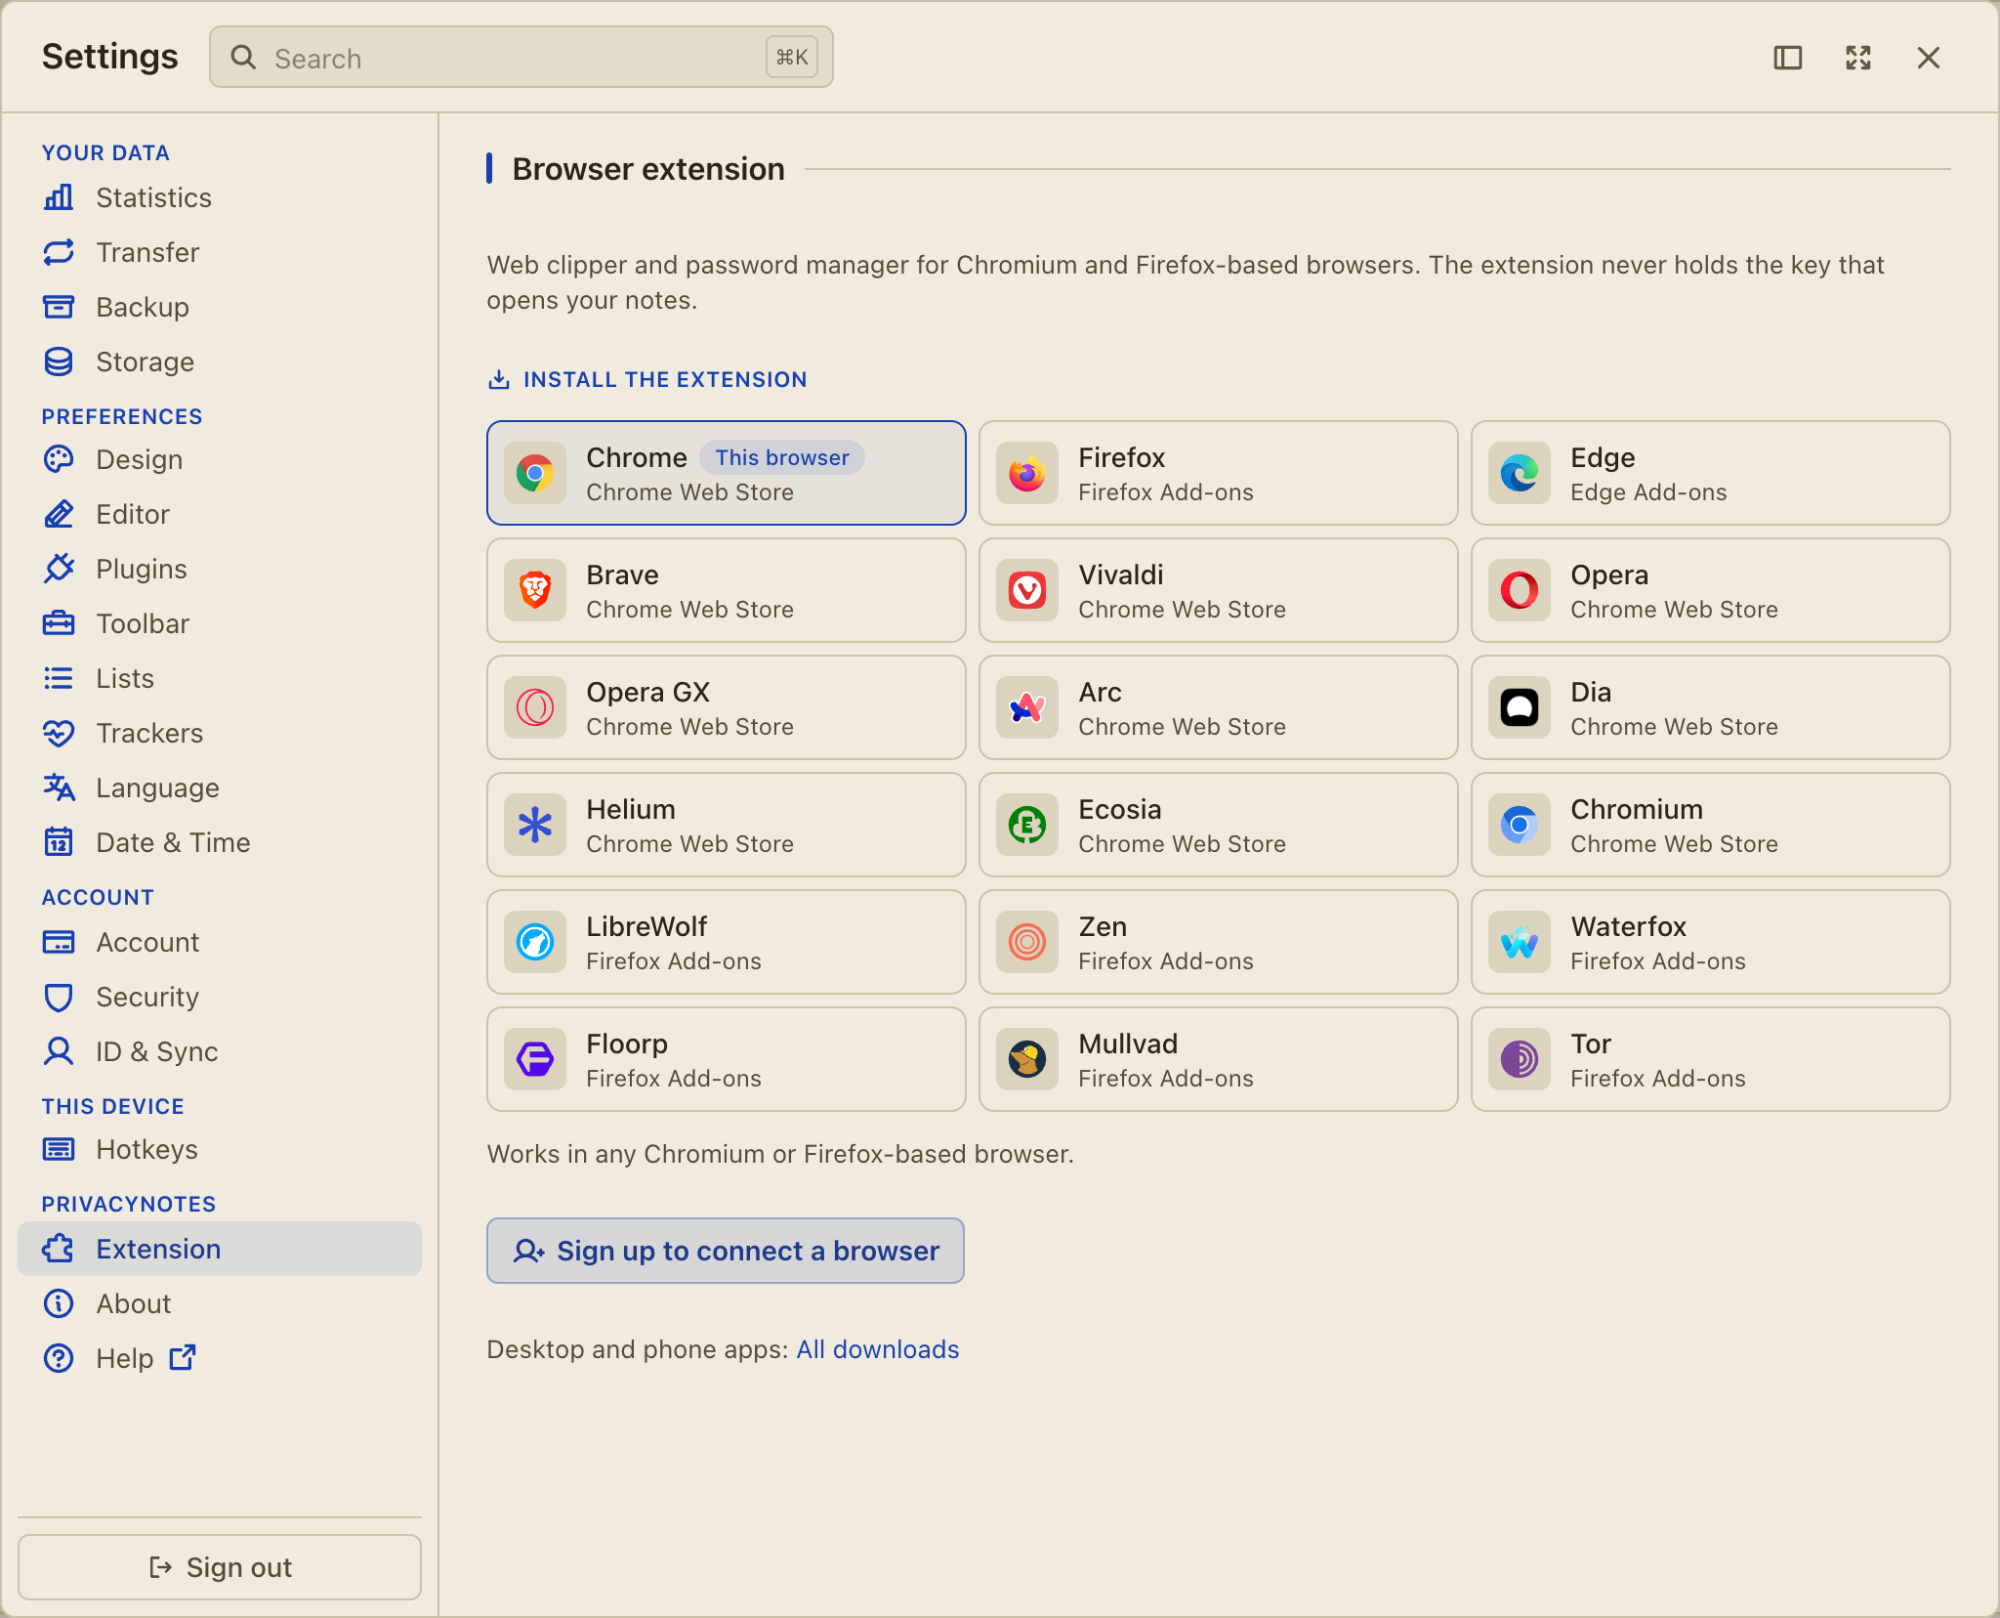 Settings
Search
⌘K
YOUR DATA
Statistics
Transfer
Backup
Storage
PREFERENCES
Design
Editor
Plugins
Toolbar
Lists
Trackers
Language
Date & Time
ACCOUNT
Account
Security
ID & Sync
THIS DEVICE
Hotkeys
PRIVACYNOTES
Extension
About
Help
Sign out
Browser extension
Web clipper and password manager for Chromium and Firefox-based browsers. The extension never holds the key that
opens your notes.
INSTALL THE EXTENSION
Chrome This browser
Chrome Web Store
Firefox
Firefox Add-ons
Edge
Edge Add-ons
Brave
Chrome Web Store
Vivaldi
Chrome Web Store
Opera
Chrome Web Store
Opera GX
Chrome Web Store
Arc
Chrome Web Store
Dia
Chrome Web Store
Helium
Chrome Web Store
Ecosia
Chrome Web Store
Chromium
Chrome Web Store
LibreWolf
Firefox Add-ons
Zen
Firefox Add-ons
Waterfox
Firefox Add-ons
Floorp
Firefox Add-ons
Mullvad
Firefox Add-ons
Tor
Firefox Add-ons
Works in any Chromium or Firefox-based browser.
Sign up to connect a browser
Desktop and phone apps: All downloads